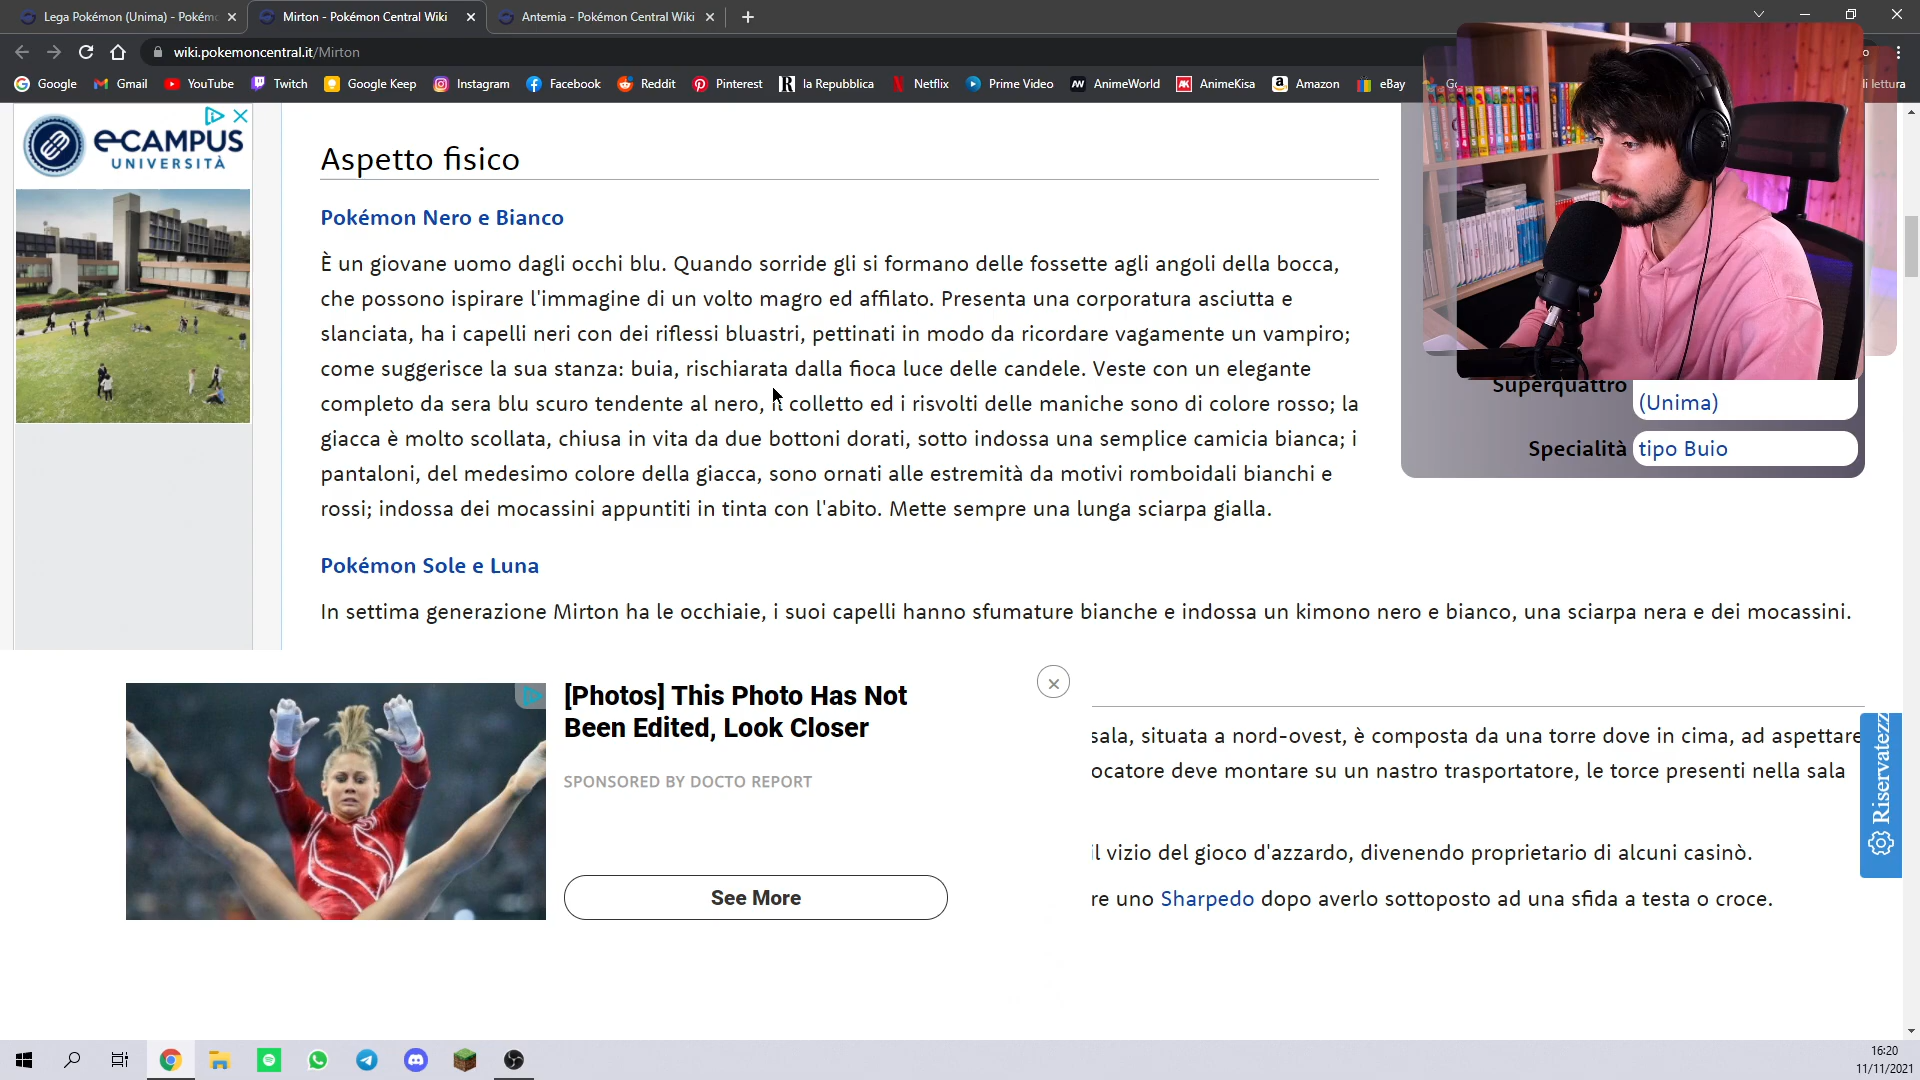 Lega Pokémon (Unima) - Pokém
Mirton - Pokémon Central Wiki
Antemia - Pokémon Central Wiki
wiki.pokemoncentral.it/Mirton
Google
Gmail
YouTube
Twitch
Google Keep
Instagram
Facebook
Reddit
Pinterest
la Repubblica
Netflix
Prime Video
AnimeWorld
AnimeKisa
Amazon
eBay
lettura
e-CAMPUS
UNIVERSITÀ
Aspetto fisico
Pokémon Nero e Bianco
È un giovane uomo dagli occhi blu. Quando sorride gli si formano delle fossette agli angoli della bocca,
che possono ispirare l'immagine di un volto magro ed affilato. Presenta una corporatura asciutta e
slanciata, ha i capelli neri con dei riflessi bluastri, pettinati in modo da ricordare vagamente un vampiro;
come suggerisce la sua stanza: buia, rischiarata dalla fioca luce delle candele. Veste con un elegante
completo da sera blu scuro tendente al nero, il colletto ed i risvolti delle maniche sono di colore rosso; la
giacca è molto scollata, chiusa in vita da due bottoni dorati, sotto indossa una semplice camicia bianca; i
pantaloni, del medesimo colore della giacca, sono ornati alle estremità da motivi romboidali bianchi e
rossi; indossa dei mocassini appuntiti in tinta con l'abito. Mette sempre una lunga sciarpa gialla.
Superquattro
(Unima)
Specialità tipo Buio
Pokémon Sole e Luna
In settima generazione Mirton ha le occhiaie, i suoi capelli hanno sfumature bianche e indossa un kimono nero e bianco, una sciarpa nera e dei mocassini.
[Photos] This Photo Has Not
Been Edited, Look Closer
SPONSORED BY DOCTO REPORT
See More
sala, situata a nord-ovest, è composta da una torre dove in cima, ad aspettare
ocatore deve montare su un nastro trasportatore, le torce presenti nella sala
il vizio del gioco d'azzardo, divenendo proprietario di alcuni casinò.
re uno Sharpedo dopo averlo sottoposto ad una sfida a testa o croce.
Riservatezz
16:20
11/11/2021